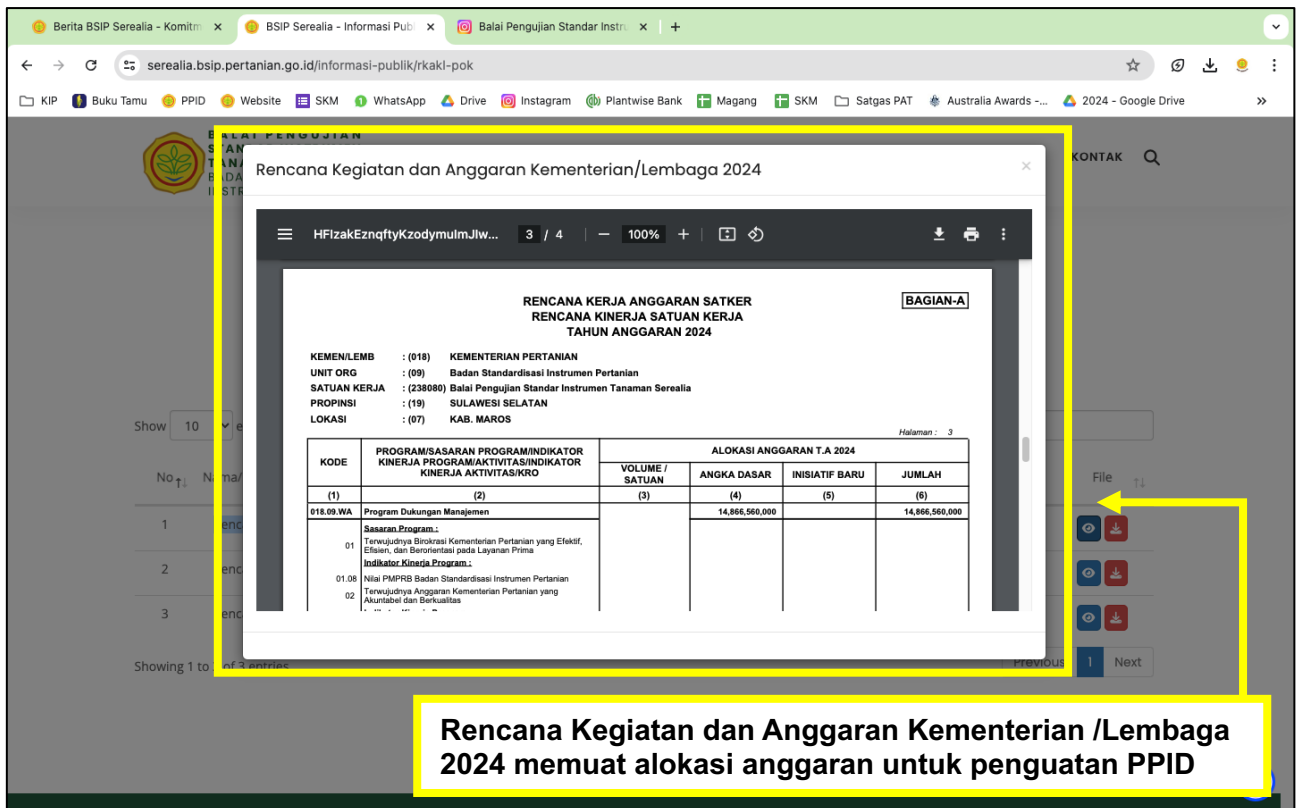 Berita BSIP Serealia - Komitm
BSIP Serealia - Informasi Publ
Balai Pengujian Standar Instru
serealia.bsip.pertanian.go.id/informasi-publik/rkakl-pok
KIP
Buku Tamu
PPID
Website
SKM
WhatsApp
Drive
Instagram
Plantwise Bank
Magang
SKM
Satgas PAT
Australia Awards -...
2024 - Google Drive
BALAI PENGUJIAN
KONTAK
Rencana Kegiatan dan Anggaran Kementerian/Lembaga 2024
HFIzakEznqftyKzodymulmJIw...
3 / 4
100%
RENCANA KERJA ANGGARAN SATKER
BAGIAN-A
RENCANA KINERJA SATUAN KERJA
TAHUN ANGGARAN 2024
KEMEN/LEMB : (018) KEMENTERIAN PERTANIAN
UNIT ORG : (09) Badan Standardisasi Instrumen Pertanian
SATUAN KERJA : (238080) Balai Pengujian Standar Instrumen Tanaman Serealia
PROPINSI : (19) SULAWESI SELATAN
LOKASI : (07) KAB. MAROS
Halaman : 3
KODE
PROGRAM/SASARAN PROGRAM/INDIKATOR
KINERJA PROGRAM/AKTIVITAS/INDIKATOR
KINERJA AKTIVITAS/KRO
ALOKASI ANGGARAN T.A 2024
VOLUME /
SATUAN
ANGKA DASAR
INISIATIF BARU
JUMLAH
(1) (2) (3) (4) (5) (6)
018.09.WA Program Dukungan Manajemen 14,866,560,000 14,866,560,000
Sasaran Program :
01 Terwujudnya Birokrasi Kementerian Pertanian yang Efektif,
Efisien, dan Berorientasi pada Layanan Prima
Indikator Kinerja Program :
01.08 Nilai PMPRB Badan Standardisasi Instrumen Pertanian
02 Terwujudnya Anggaran Kementerian Pertanian yang
Akuntabel dan Berkualitas
Show 10
No
File
1
2
3
Showing 1 to 3 of 3 entries
Previous 1 Next
Rencana Kegiatan dan Anggaran Kementerian /Lembaga
2024 memuat alokasi anggaran untuk penguatan PPID